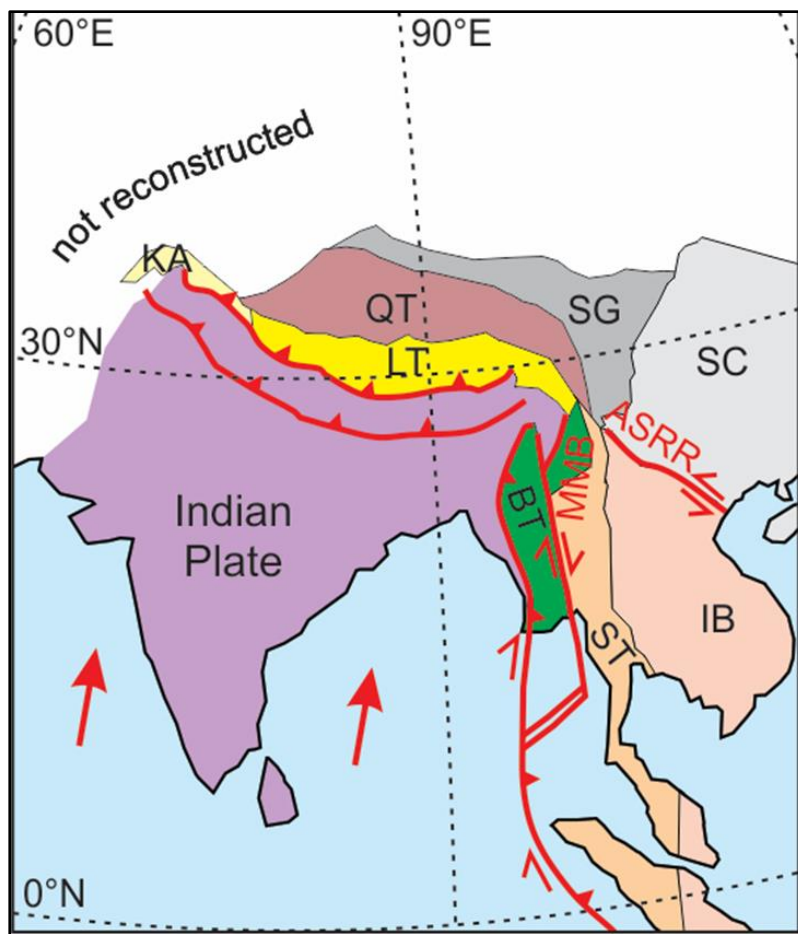 60°E
90°E
not reconstructed
KA
QT
SG
30°N
LT
SC
ASRR
MMB
BT
Indian
Plate
IB
ST
0°N